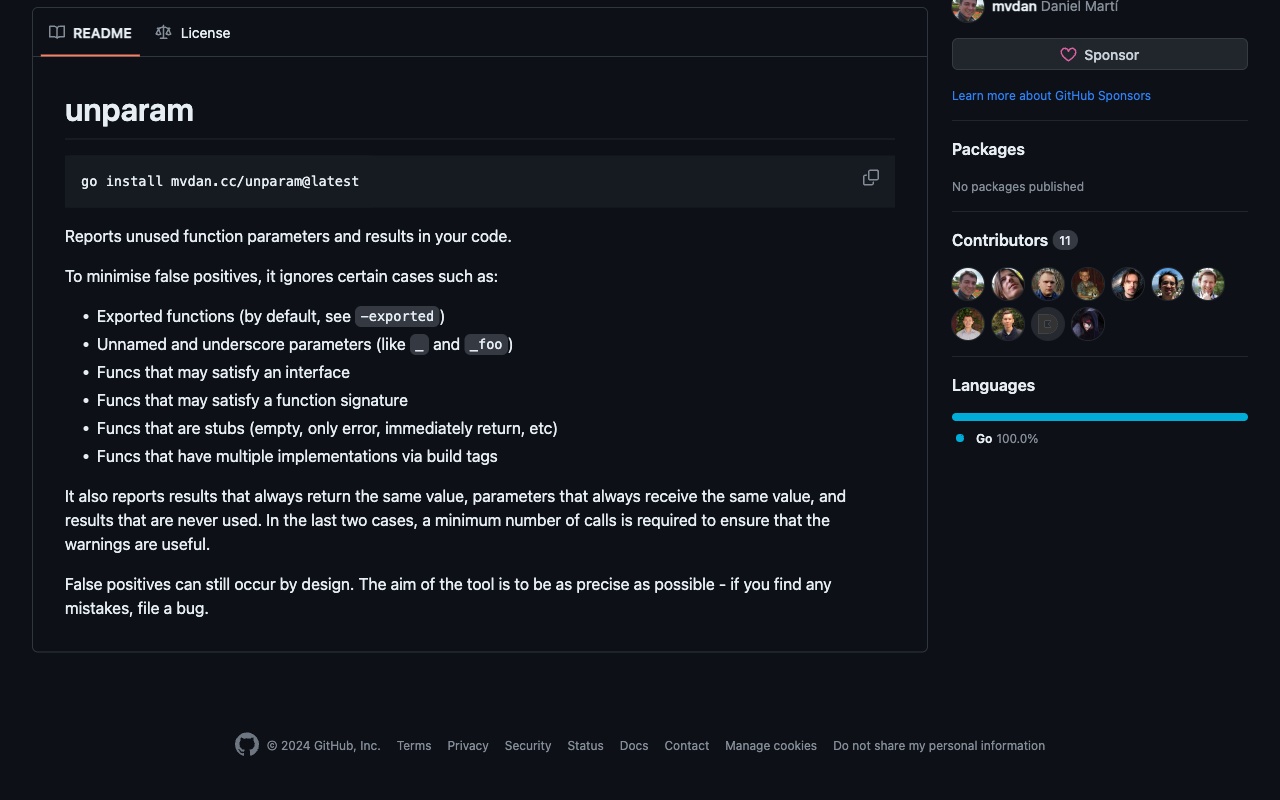 mvdan Daniel Martí
README License
Sponsor
Learn more about GitHub Sponsors
unparam
go install mvdan.cc/unparam@latest
Reports unused function parameters and results in your code.
To minimise false positives, it ignores certain cases such as:
• Exported functions (by default, see -exported)
• Unnamed and underscore parameters (like _ and _foo)
• Funcs that may satisfy an interface
• Funcs that may satisfy a function signature
• Funcs that are stubs (empty, only error, immediately return, etc)
• Funcs that have multiple implementations via build tags
It also reports results that always return the same value, parameters that always receive the same value, and
results that are never used. In the last two cases, a minimum number of calls is required to ensure that the
warnings are useful.
False positives can still occur by design. The aim of the tool is to be as precise as possible - if you find any
mistakes, file a bug.
Packages
No packages published
Contributors 11
Languages
Go 100.0%
© 2024 GitHub, Inc. Terms Privacy Security Status Docs Contact Manage cookies Do not share my personal information